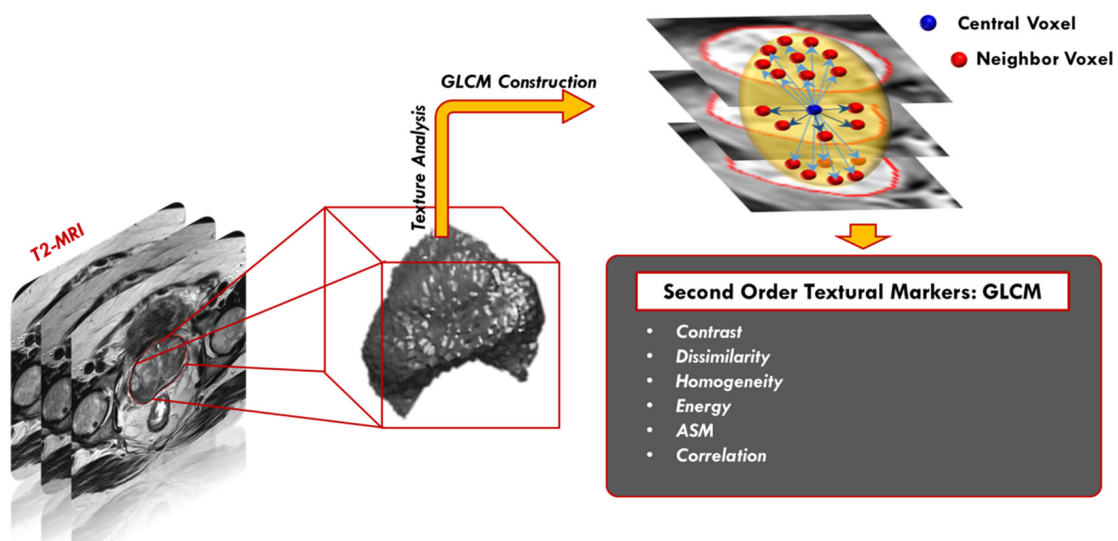 Central Voxel
Neighbor Voxel
GLCM Construction
Texture Analysis
T2-MRI
Second Order Textural Markers: GLCM
• Contrast
• Dissimilarity
• Homogeneity
• Energy
• ASM
• Correlation